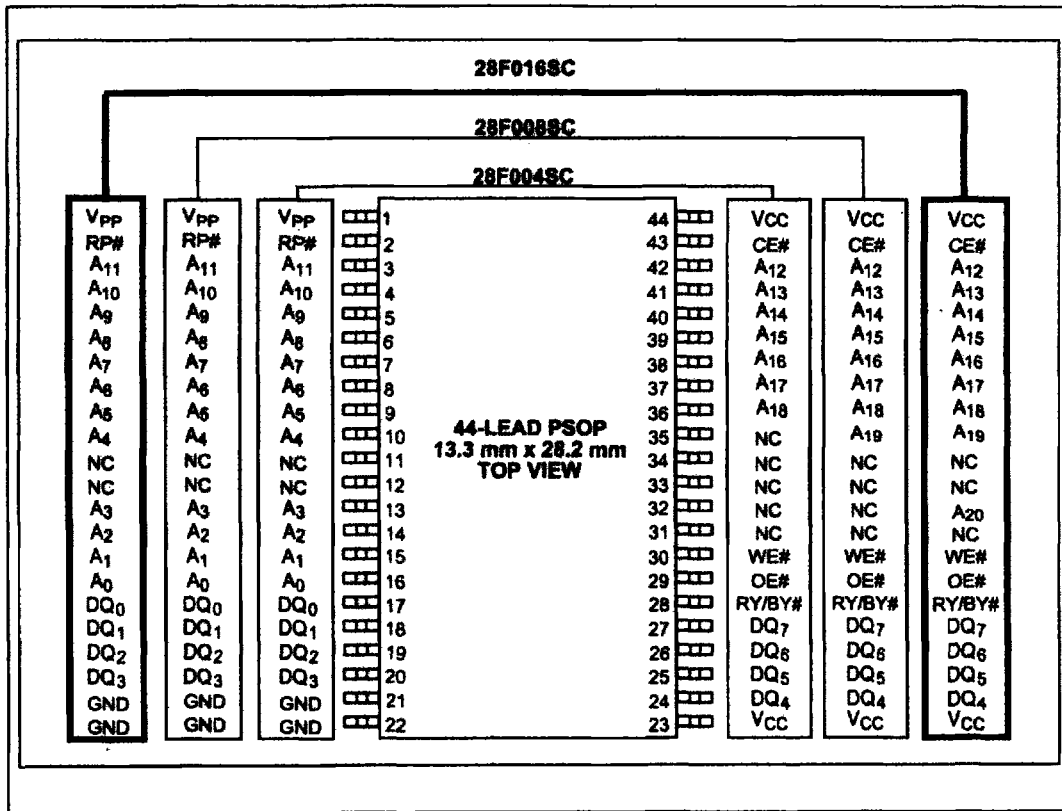 28F016SC
28F008SC
28F004SC
VPP VPP VPP 1 44 VCC VCC VCC
RP# RP# RP# 2 43 CE# CE# CE#
A11 A11 A11 3 42 A12 A12 A12
A10 A10 A10 4 41 A13 A13 A13
A9 A9 A9 5 40 A14 A14 A14
A8 A8 A8 6 39 A15 A15 A15
A7 A7 A7 7 38 A16 A16 A16
A6 A6 A6 8 37 A17 A17 A17
A5 A5 A5 9 36 A18 A18 A18
A4 A4 A4 10 35 NC A19 A19
NC NC NC 11 34 NC NC NC
NC NC NC 12 33 NC NC NC
A3 A3 A3 13 32 NC NC A20
A2 A2 A2 14 31 NC NC NC
A1 A1 A1 15 30 WE# WE# WE#
A0 A0 A0 16 29 OE# OE# OE#
DQ0 DQ0 DQ0 17 28 RY/BY# RY/BY# RY/BY#
DQ1 DQ1 DQ1 18 27 DQ7 DQ7 DQ7
DQ2 DQ2 DQ2 19 26 DQ6 DQ6 DQ6
DQ3 DQ3 DQ3 20 25 DQ5 DQ5 DQ5
GND GND GND 21 24 DQ4 DQ4 DQ4
GND GND GND 22 23 VCC VCC VCC
44-LEAD PSOP
13.3 mm x 28.2 mm
TOP VIEW